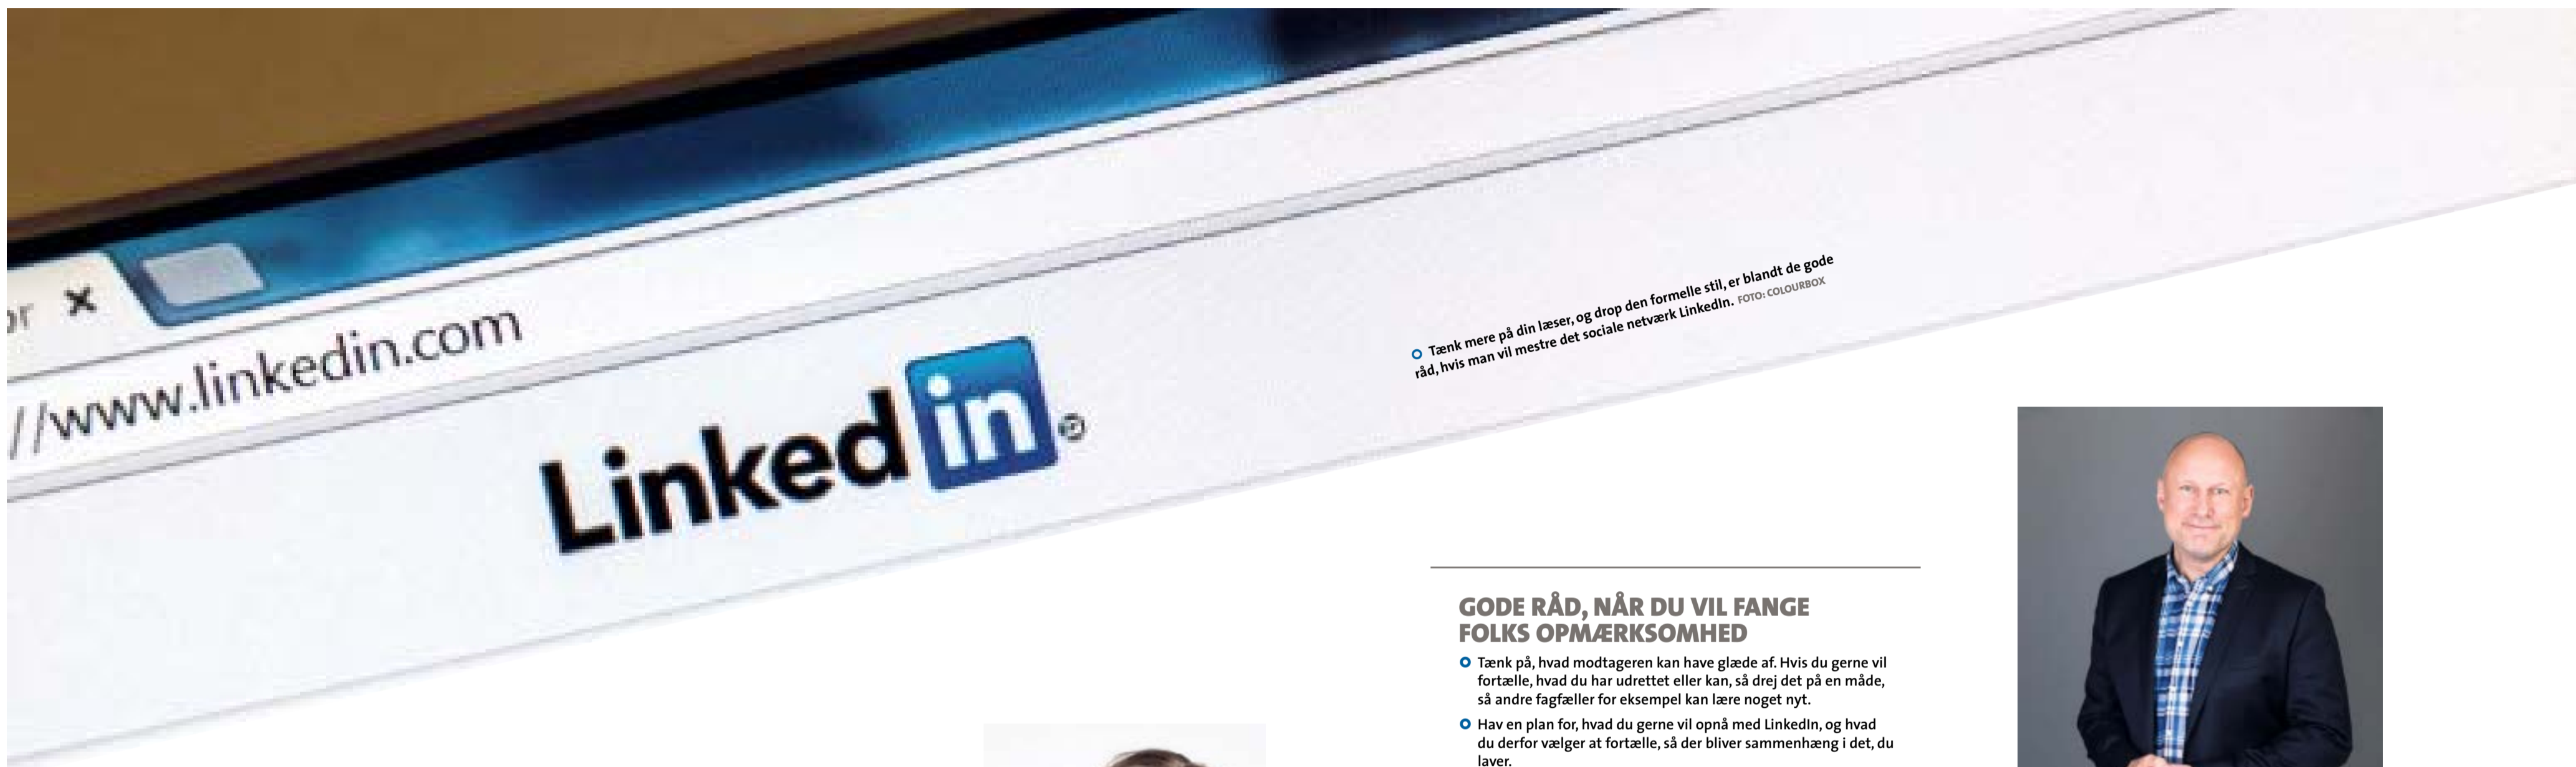 or ×
//www.linkedin.com
Linked in®
Tænk mere på din læser, og drop den formelle stil, er blandt de gode
råd, hvis man vil mestre det sociale netværk LinkedIn. FOTO: COLOURBOX
GODE RÅD, NÅR DU VIL FANGE
FOLKS OPMÆRKSOMHED
Tænk på, hvad modtageren kan have glæde af. Hvis du gerne vil
fortælle, hvad du har udrettet eller kan, så drej det på en måde,
så andre fagfæller for eksempel kan lære noget nyt.
Hav en plan for, hvad du gerne vil opnå med LinkedIn, og hvad
du derfor vælger at fortælle, så der bliver sammenhæng i det, du
laver.